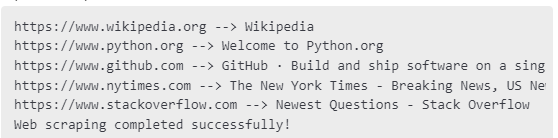 https://www.wikipedia.org --> Wikipedia
https://www.python.org --> Welcome to Python.org
https://www.github.com --> GitHub · Build and ship software on a sing
https://www.nytimes.com --> The New York Times - Breaking News, US Ne
https://www.stackoverflow.com --> Newest Questions - Stack Overflow
Web scraping completed successfully!